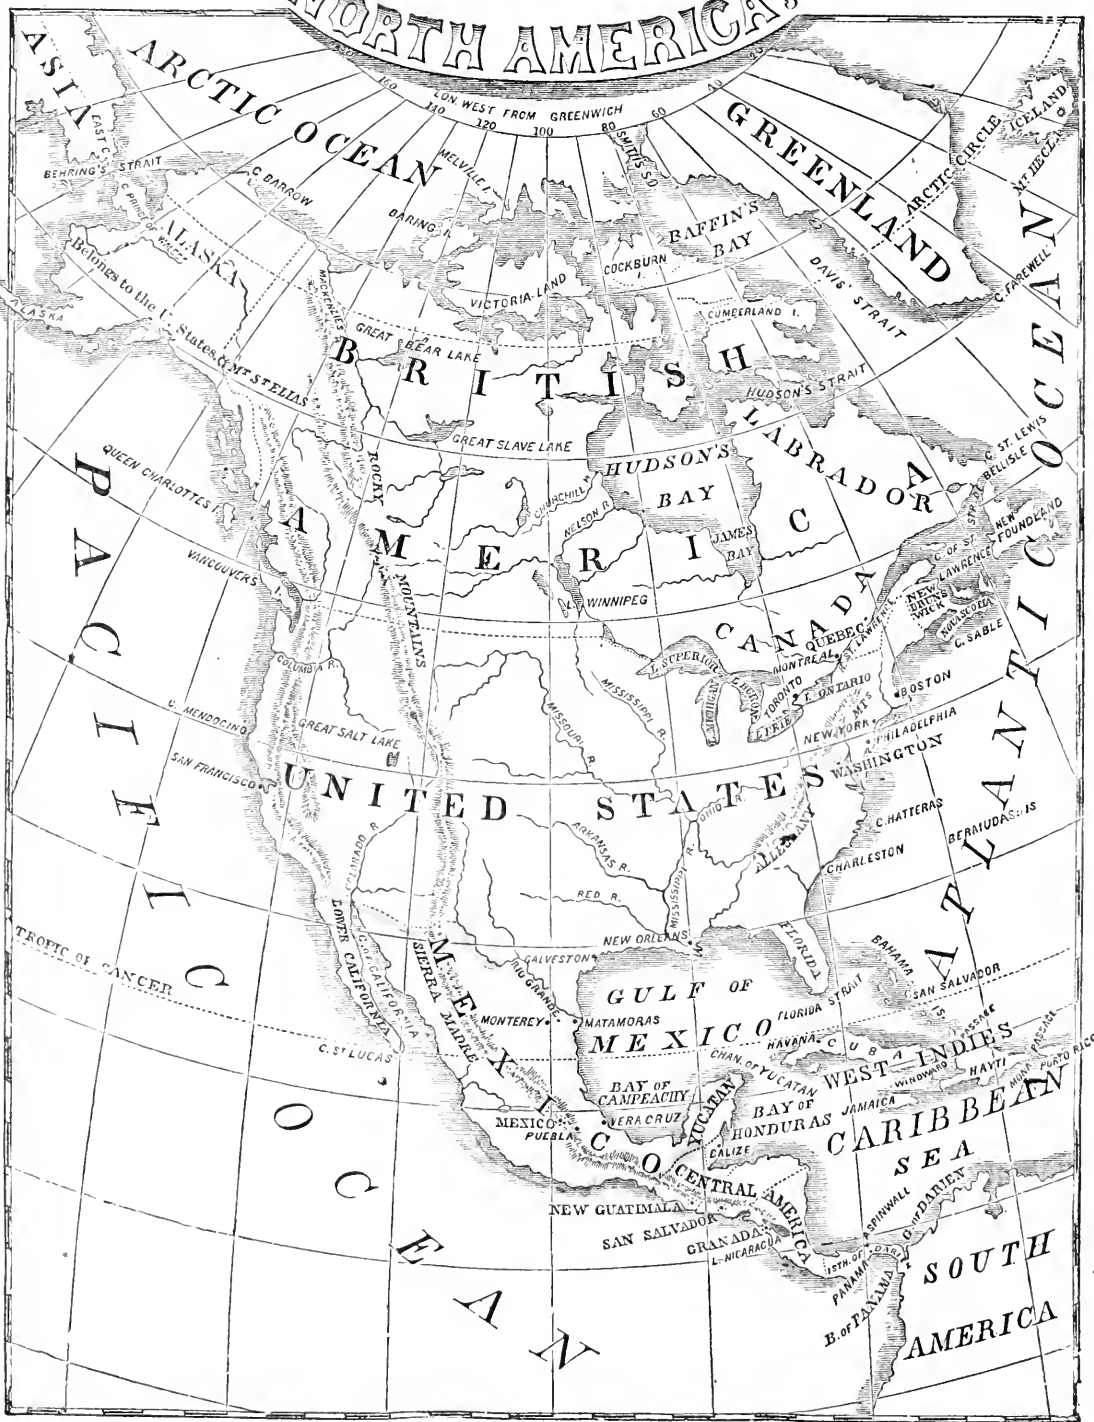 NORTH AMERICA,
LON. WEST FROM GREENWICH
160
140
120
100
80
60
40
20
ASIA
EAST C.
BEHRING'S STRAIT
C. PRINCE OF WALES
ARCTIC OCEAN
C. BARROW
MELVILLE I.
BARING I.
SMITH'S SD
GREENLAND
ARCTIC CIRCLE
ICELAND
MT HECLA
C. FAREWELL
BAFFIN'S BAY
DAVIS' STRAIT
COCKBURN I.
VICTORIA LAND
CUMBERLAND I.
HUDSON'S STRAIT
ALASKA
Belongs to the U. States.
ALASKA
MT ST ELIAS
MCKENZIE'S
GREAT BEAR LAKE
BRITISH
AMERICA
GREAT SLAVE LAKE
ROCKY
MOUNTAINS
QUEEN CHARLOTTES I.
VANCOUVERS I.
CHURCHILL R.
NELSON R.
HUDSON'S BAY
JAMES BAY
LABRADOR
C. ST. LEWIS
STR. OF BELLISLE
NEW FOUNDLAND
G. OF ST. LAWRENCE
NEW BRUNSWICK
NOVA SCOTIA
C. SABLE
L. WINNIPEG
CANADA
QUEBEC
MONTREAL
ST LAWRENCE
TORONTO
L. SUPERIOR
L. MICHIGAN
L. HURON
L. ERIE
L. ONTARIO
COLUMBIA R.
C. MENDOCINO
SAN FRANCISCO
GREAT SALT LAKE
MISSOURI R.
MISSISSIPPI R.
BOSTON
NEW YORK
PHILADELPHIA
WASHINGTON
MTS
UNITED STATES
OHIO R.
ALLEGANY
C. HATTERAS
BERMUDAS IS
CHARLESTON
COLORADO R.
ARKANSAS R.
RED R.
MISSISSIPPI R.
NEW ORLEANS
GALVESTON
FLORIDA
BAHAMA
IS
SAN SALVADOR
TROPIC OF CANCER
LOWER CALIFORNIA
G. OF CALIFORNIA
C. ST LUCAS
SIERRA MADRE
RIO GRANDE
MONTEREY
MATAMORAS
GULF OF MEXICO
FLORIDA STRAIT
HAVANA
CUBA
CHAN. OF YUCATAN
WEST INDIES
WINDWARD
PASSAGE
HAYTI
MONA PASSAGE
PORTO RICO
JAMAICA
MEXICO
BAY OF CAMPEACHY
VERA CRUZ
MEXICO
PUEBLA
YUCATAN
BAY OF HONDURAS
BALIZE
CENTRAL AMERICA
NEW GUATIMALA
SAN SALVADOR
GRANADA
L. NICARAGUA
CARIBBEAN SEA
ASPINWALL
G. OF DARIEN
ISTH. OF DARIEN
PANAMA
B. of PANAMA
SOUTH AMERICA
PACIFIC OCEAN
ATLANTIC OCEAN